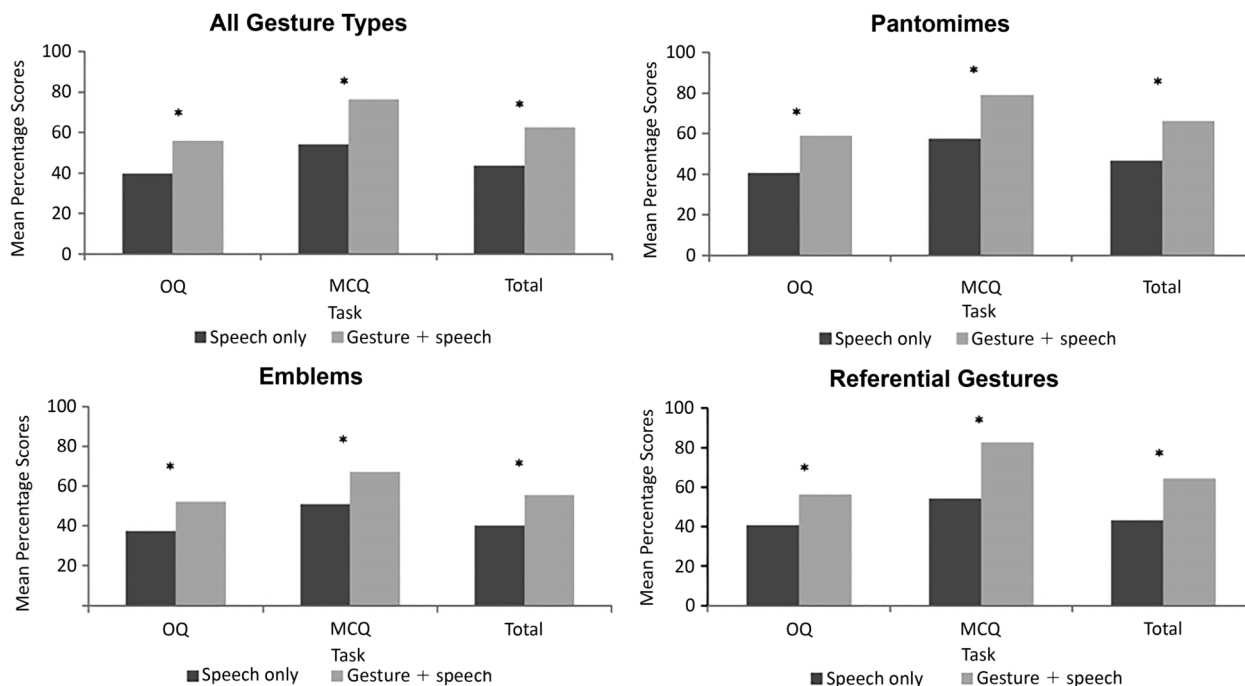 All Gesture Types
Mean Percentage Scores
100
80
60
40
20
0
*
*
*
OQ
MCQ
Total
Task
Speech only
Gesture + speech
Pantomimes
Mean Percentage Scores
100
80
60
40
20
0
*
*
*
OQ
MCQ
Total
Task
Speech only
Gesture + speech
Emblems
Mean Percentage Scores
100
80
60
40
20
*
*
*
OQ
MCQ
Total
Task
Speech only
Gesture + speech
Referential Gestures
Mean Percentage Scores
100
80
60
40
20
0
*
*
*
OQ
MCQ
Total
Task
Speech only
Gesture + speech